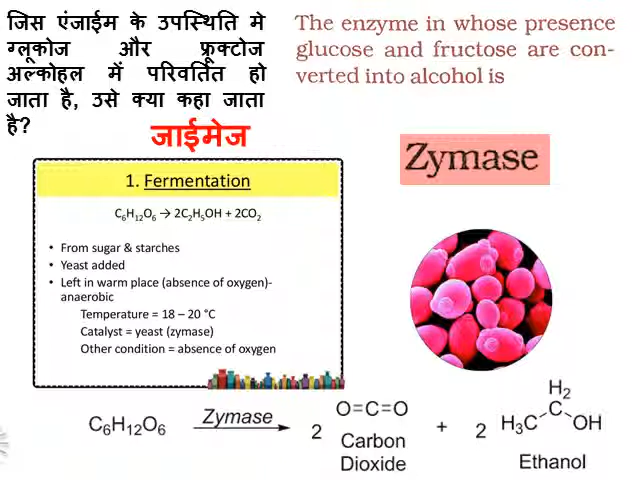 जिस एंजाईम के उपस्थिति मे
ग्लूकोज और फ्रूक्टोज
अल्कोहल में परिवर्तित हो
जाता है, उसे क्या कहा जाता
है?
जाईमेज
The enzyme in whose presence
glucose and fructose are con-
verted into alcohol is
Zymase
1. Fermentation
C₆H₁₂O₆ → 2C₂H₅OH + 2CO₂
• From sugar & starches
• Yeast added
• Left in warm place (absence of oxygen)-
anaerobic
Temperature = 18 – 20 °C
Catalyst = yeast (zymase)
Other condition = absence of oxygen
C₆H₁₂O₆ Zymase → 2 O=C=O + 2 H₃C C H₂ OH
Carbon
Dioxide
Ethanol